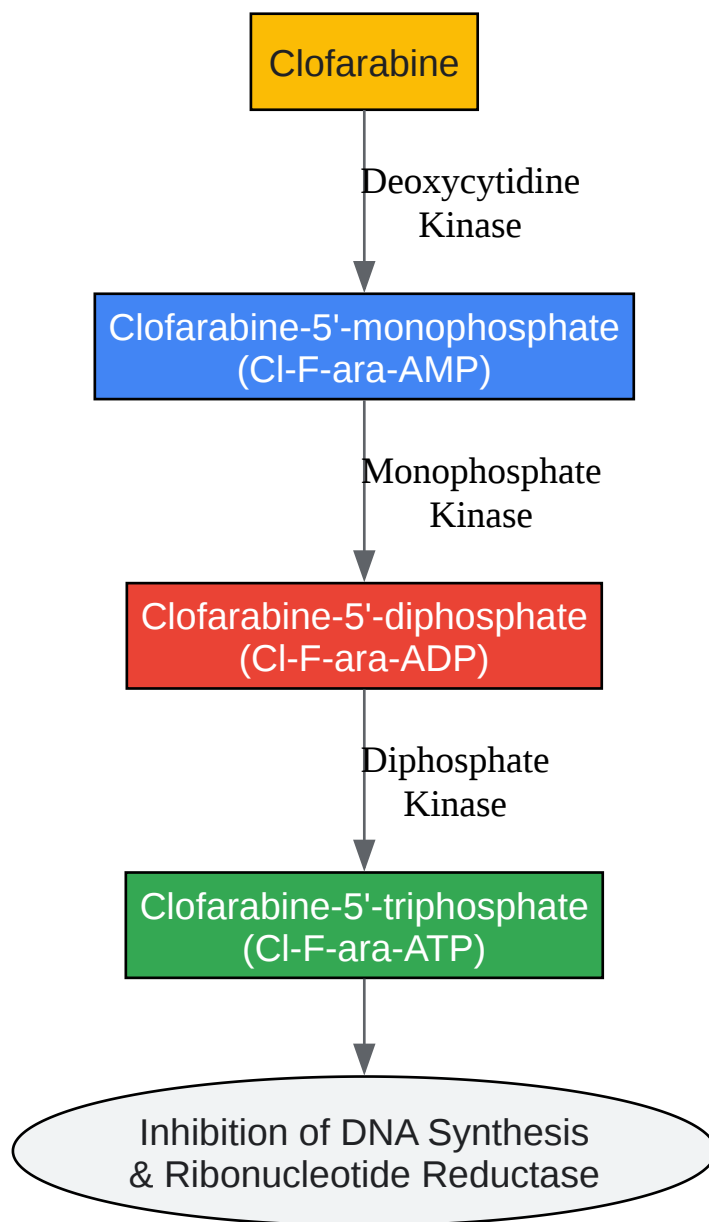 Clofarabine
Deoxycytidine
Kinase
Clofarabine-5'-monophosphate
(Cl-F-ara-AMP)
Monophosphate
Kinase
Clofarabine-5'-diphosphate
(Cl-F-ara-ADP)
Diphosphate
Kinase
Clofarabine-5'-triphosphate
(Cl-F-ara-ATP)
Inhibition of DNA Synthesis
& Ribonucleotide Reductase